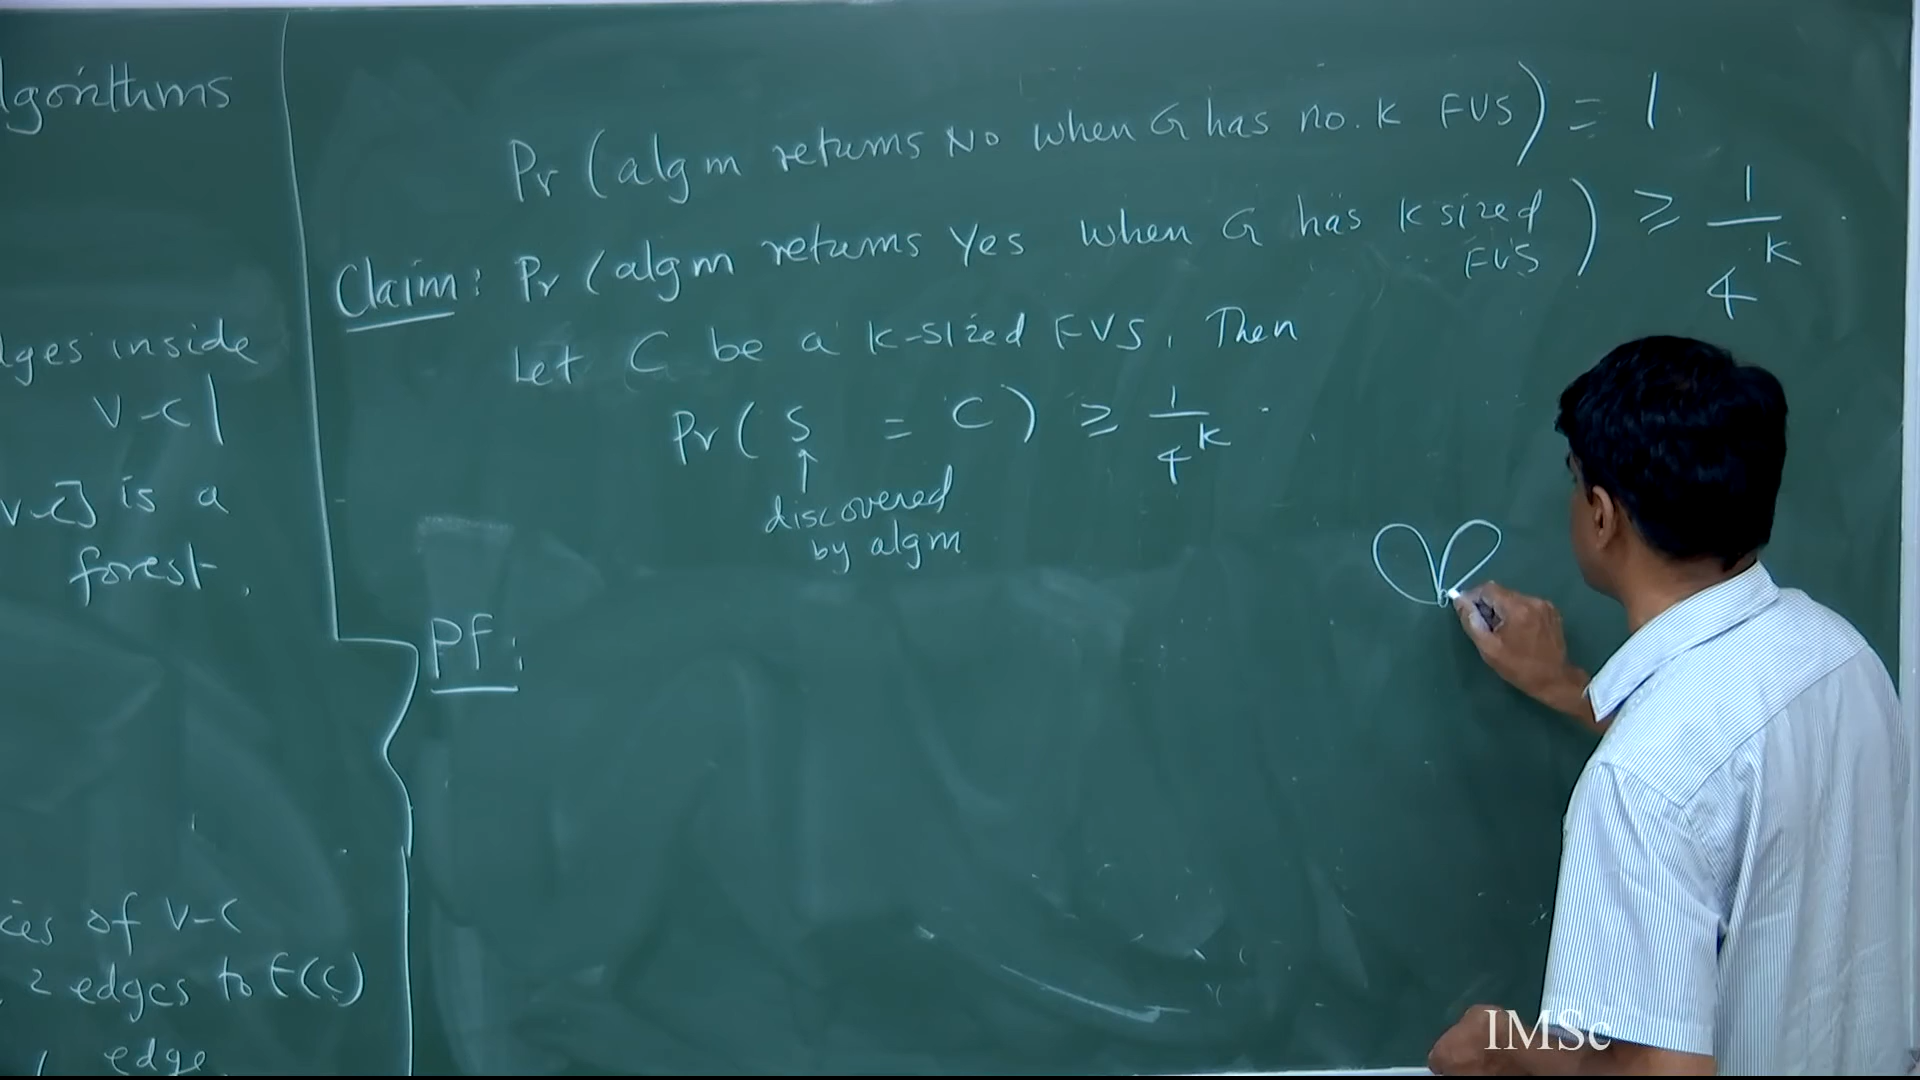 lgorithms
dges inside
V-C|
V-C] is a
forest.
ces of V-C
2 edges to E(C)
edge
Pr (algm returns No when G has no. k FVS) = 1.
Claim: Pr (algm returns Yes when G has k sized FVS) ≥ 1/4^k
Let C be a k-sized FVS. Then
Pr( S = C ) ≥ 1/4^k.
↑
discovered
by algm
Pf:
IMSc